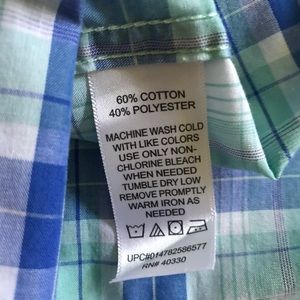 60% COTTON
40% POLYESTER
MACHINE WASH COLD
WITH LIKE COLORS
USE ONLY NON-
CHLORINE BLEACH
WHEN NEEDED
TUMBLE DRY LOW
REMOVE PROMPTLY
WARM IRON AS
NEEDED
UPC#014782586577
RN# 40330